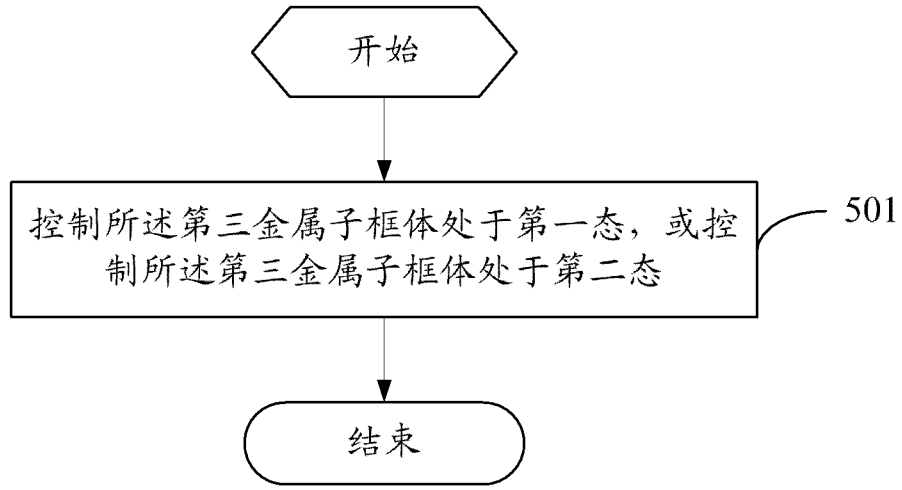 开始
控制所述第三金属子框体处于第一态，或控
制所述第三金属子框体处于第二态
501
结束